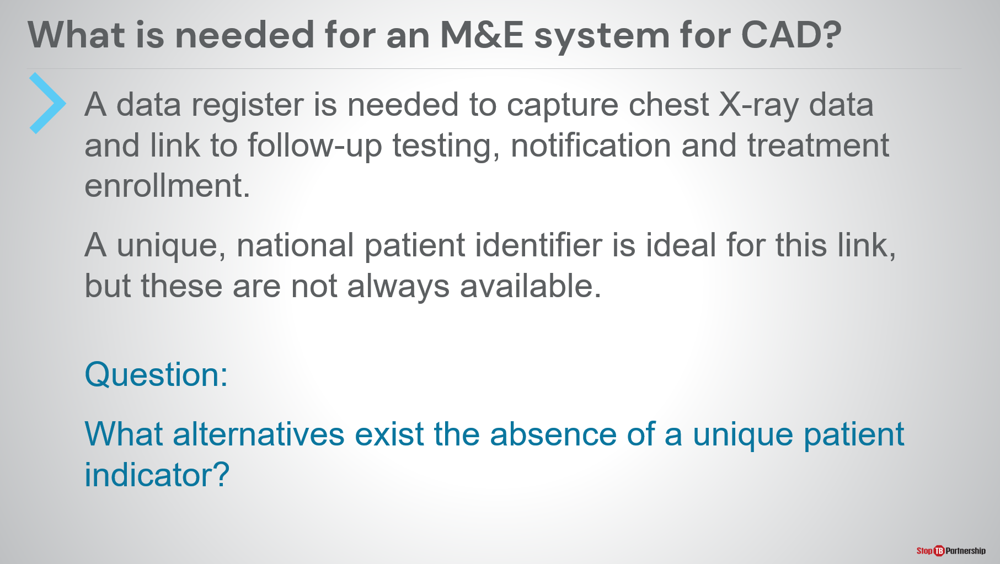 What is needed for an M&E system for CAD?
A data register is needed to capture chest X-ray data
and link to follow-up testing, notification and treatment
enrollment.
A unique, national patient identifier is ideal for this link,
but these are not always available.
Question:
What alternatives exist the absence of a unique patient
indicator?
Stop TB Partnership